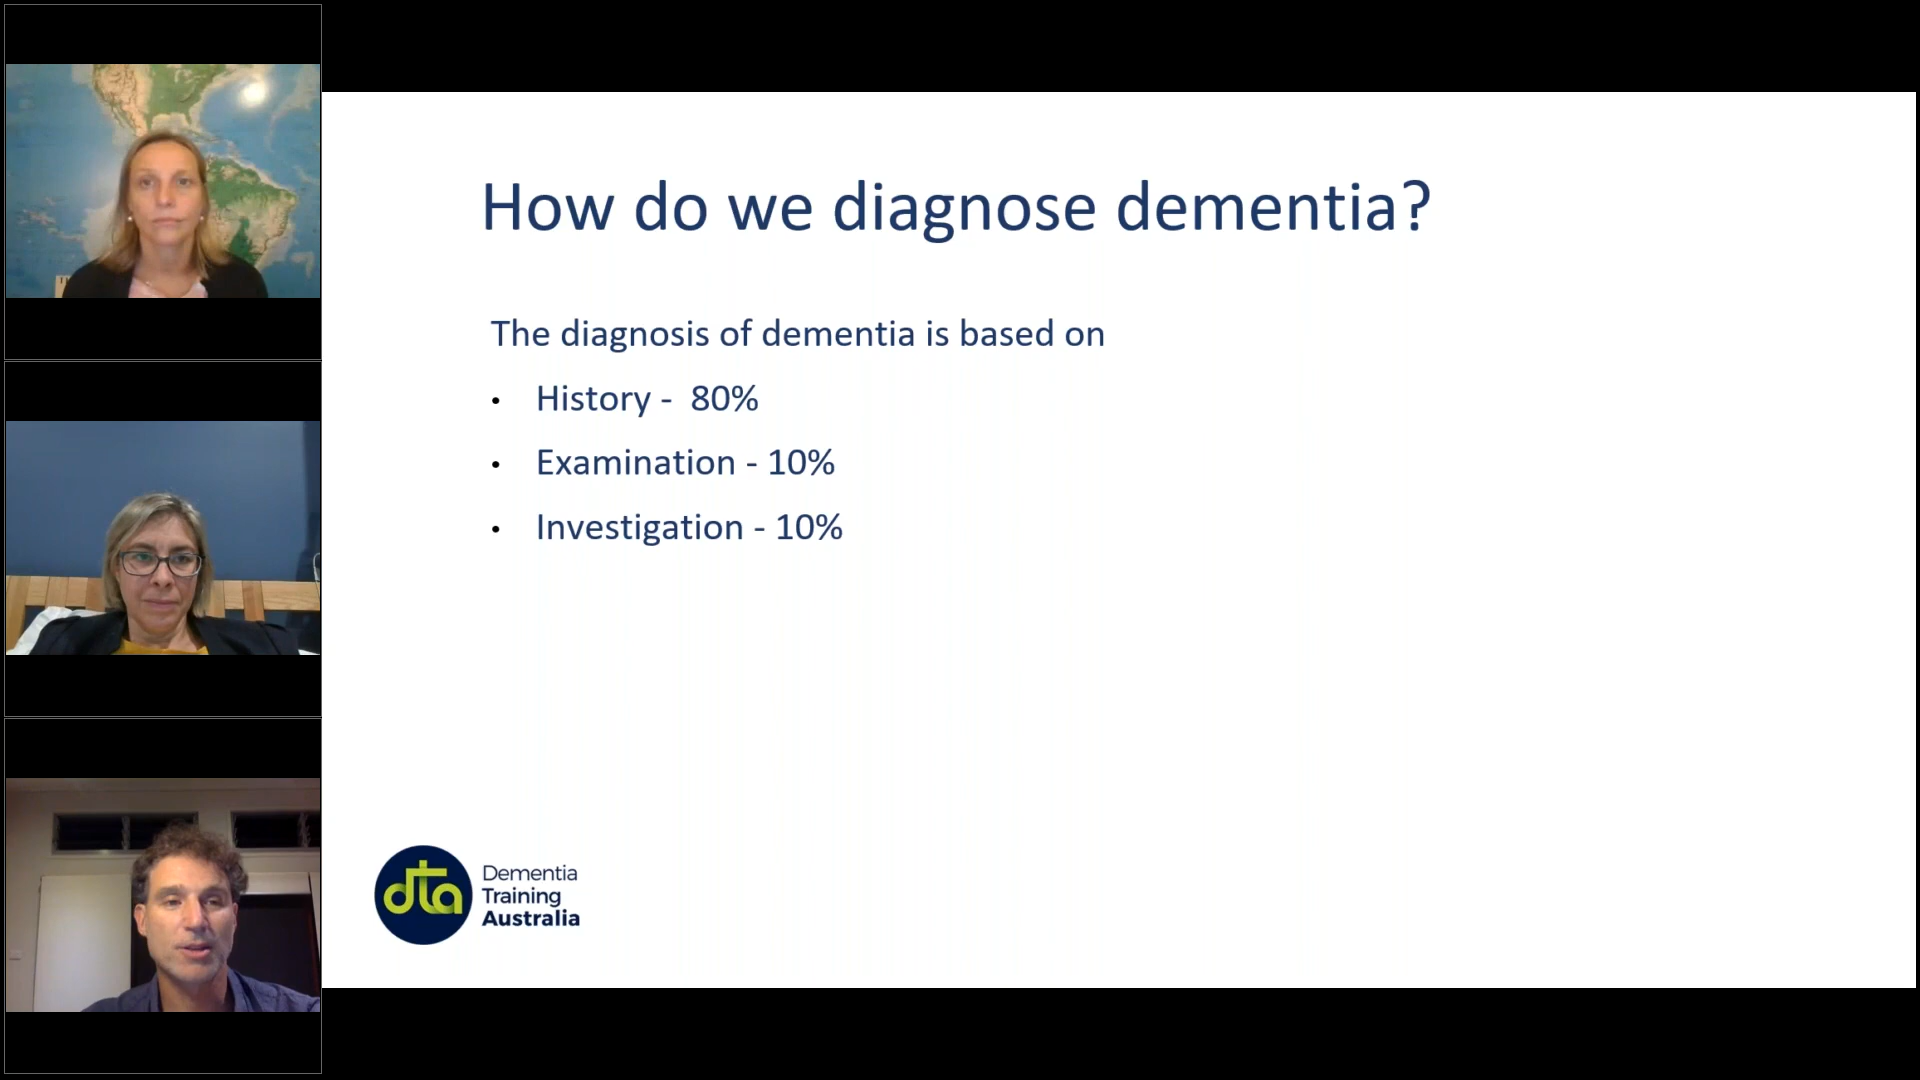 How do we diagnose dementia?
The diagnosis of dementia is based on
• History - 80%
• Examination - 10%
• Investigation - 10%
dta
Dementia
Training
Australia